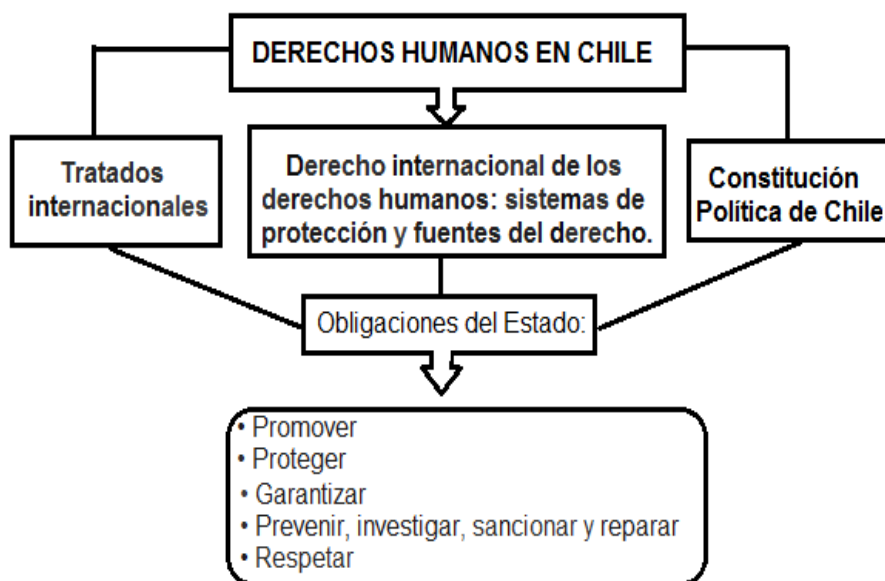 DERECHOS HUMANOS EN CHILE
Tratados
internacionales
Derecho internacional de los
derechos humanos: sistemas de
protección y fuentes del derecho.
Constitución
Política de Chile
Obligaciones del Estado:
• Promover
• Proteger
• Garantizar
• Prevenir, investigar, sancionar y reparar
• Respetar